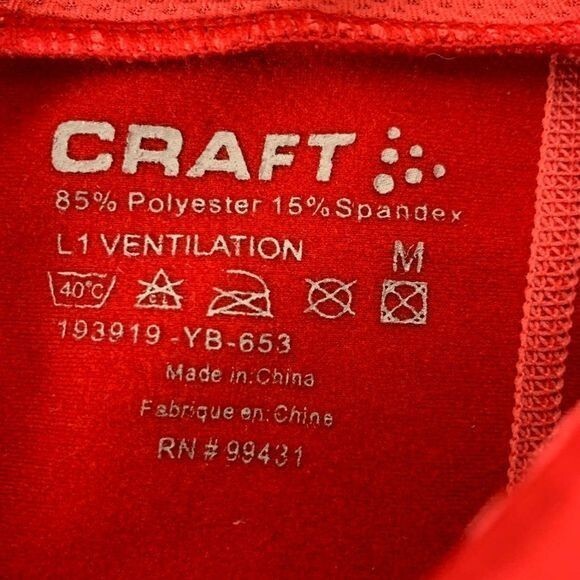 CRAFT
85% Polyester 15% Spandex
L1 VENTILATION M
40°C CL
193919-YB-653
Made in: China
Fabrique en: Chine
RN # 99431